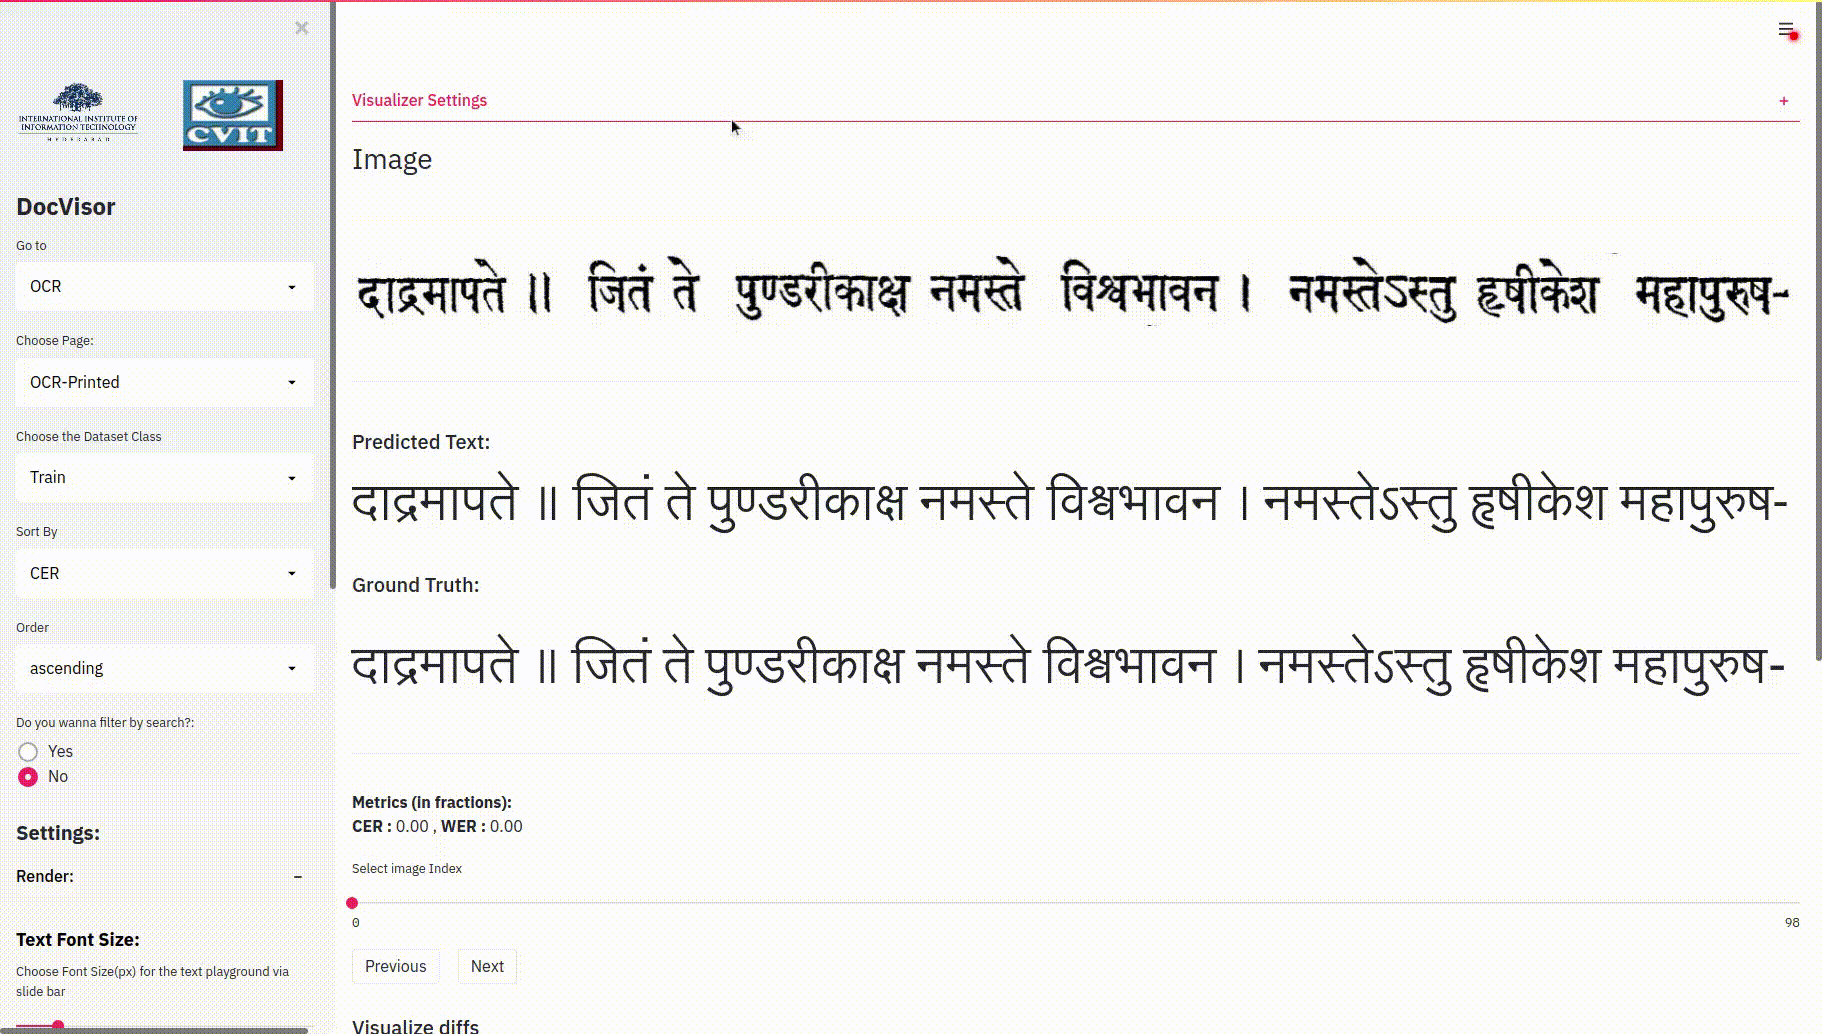 ×
INTERNATIONAL INSTITUTE OF
INFORMATION TECHNOLOGY
HYDERABAD
CVIT
DocVisor
Go to
OCR
Choose Page:
OCR-Printed
Choose the Dataset Class
Train
Sort By
CER
Order
ascending
Do you wanna filter by search?:
Yes
No
Settings:
Render:
−
Text Font Size:
Choose Font Size(px) for the text playground via
slide bar
Visualizer Settings +
Image
दाद्रमापते ॥ जितं ते पुण्डरीकाक्ष नमस्ते विश्वभावन । नमस्तेऽस्तु हृषीकेश महापुरुष-
Predicted Text:
दाद्रमापते ॥ जितं ते पुण्डरीकाक्ष नमस्ते विश्वभावन । नमस्तेऽस्तु हृषीकेश महापुरुष-
Ground Truth:
दाद्रमापते ॥ जितं ते पुण्डरीकाक्ष नमस्ते विश्वभावन । नमस्तेऽस्तु हृषीकेश महापुरुष-
Metrics (in fractions):
CER : 0.00 , WER : 0.00
Select image Index
0 98
Previous Next
Visualize diffs